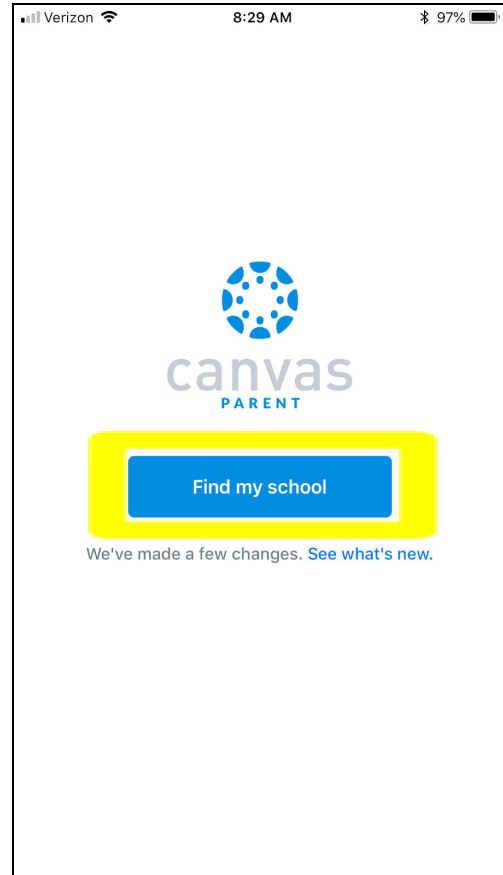 Verizon 8:29 AM 97%
canvas
PARENT
Find my school
We've made a few changes. See what's new.